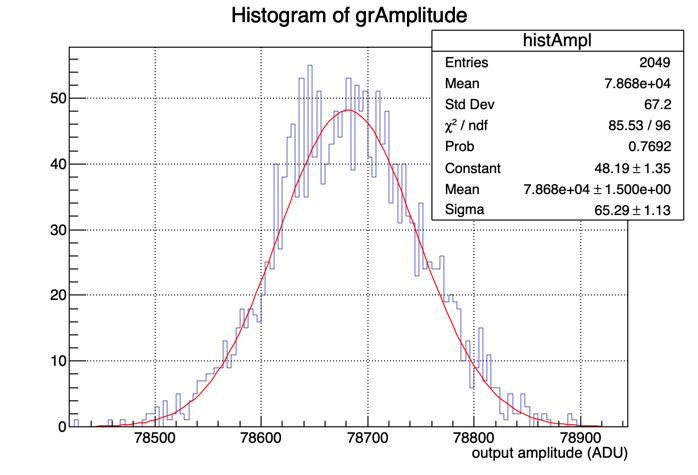 Histogram of grAmplitude
histAmpl
Entries 2049
Mean 7.868e+04
Std Dev 67.2
χ² / ndf 85.53 / 96
Prob 0.7692
Constant 48.19 ± 1.35
Mean 7.868e+04 ± 1.500e+00
Sigma 65.29 ± 1.13
50
40
30
20
10
0
78500 78600 78700 78800 78900
output amplitude (ADU)